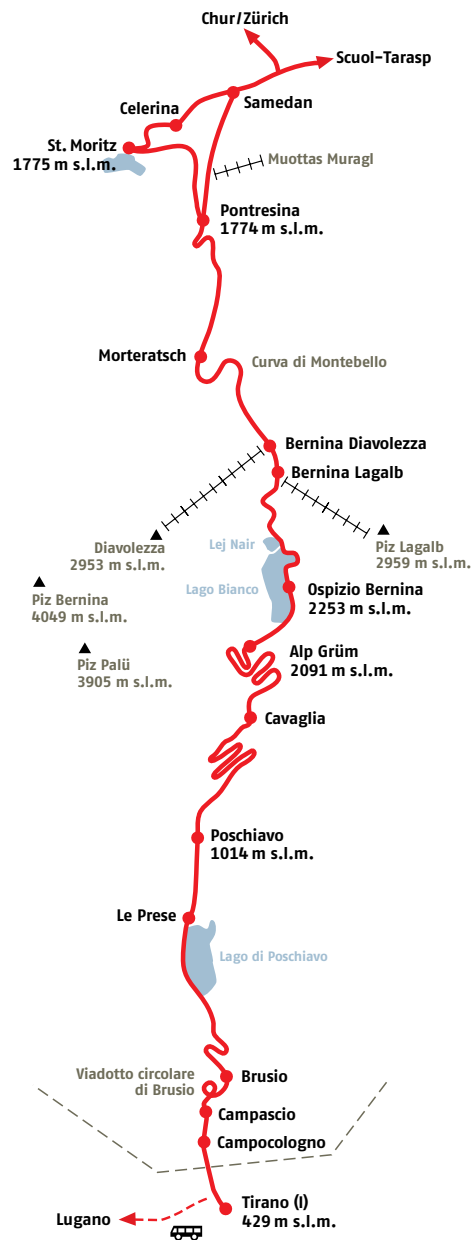 Chur/Zürich
Scuol-Tarasp
Samedan
Celerina
St. Moritz
1775 m s.l.m.
Muottas Muragl
Pontresina
1774 m s.l.m.
Morteratsch
Curva di Montebello
Bernina Diavolezza
Bernina Lagalb
Diavolezza
2953 m s.l.m.
Lej Nair
Piz Lagalb
2959 m s.l.m.
Piz Bernina
4049 m s.l.m.
Lago Bianco
Ospizio Bernina
2253 m s.l.m.
Piz Palü
3905 m s.l.m.
Alp Grüm
2091 m s.l.m.
Cavaglia
Poschiavo
1014 m s.l.m.
Le Prese
Lago di Poschiavo
Viadotto circolare
di Brusio
Brusio
Campascio
Campocologno
Tirano (I)
429 m s.l.m.
Lugano